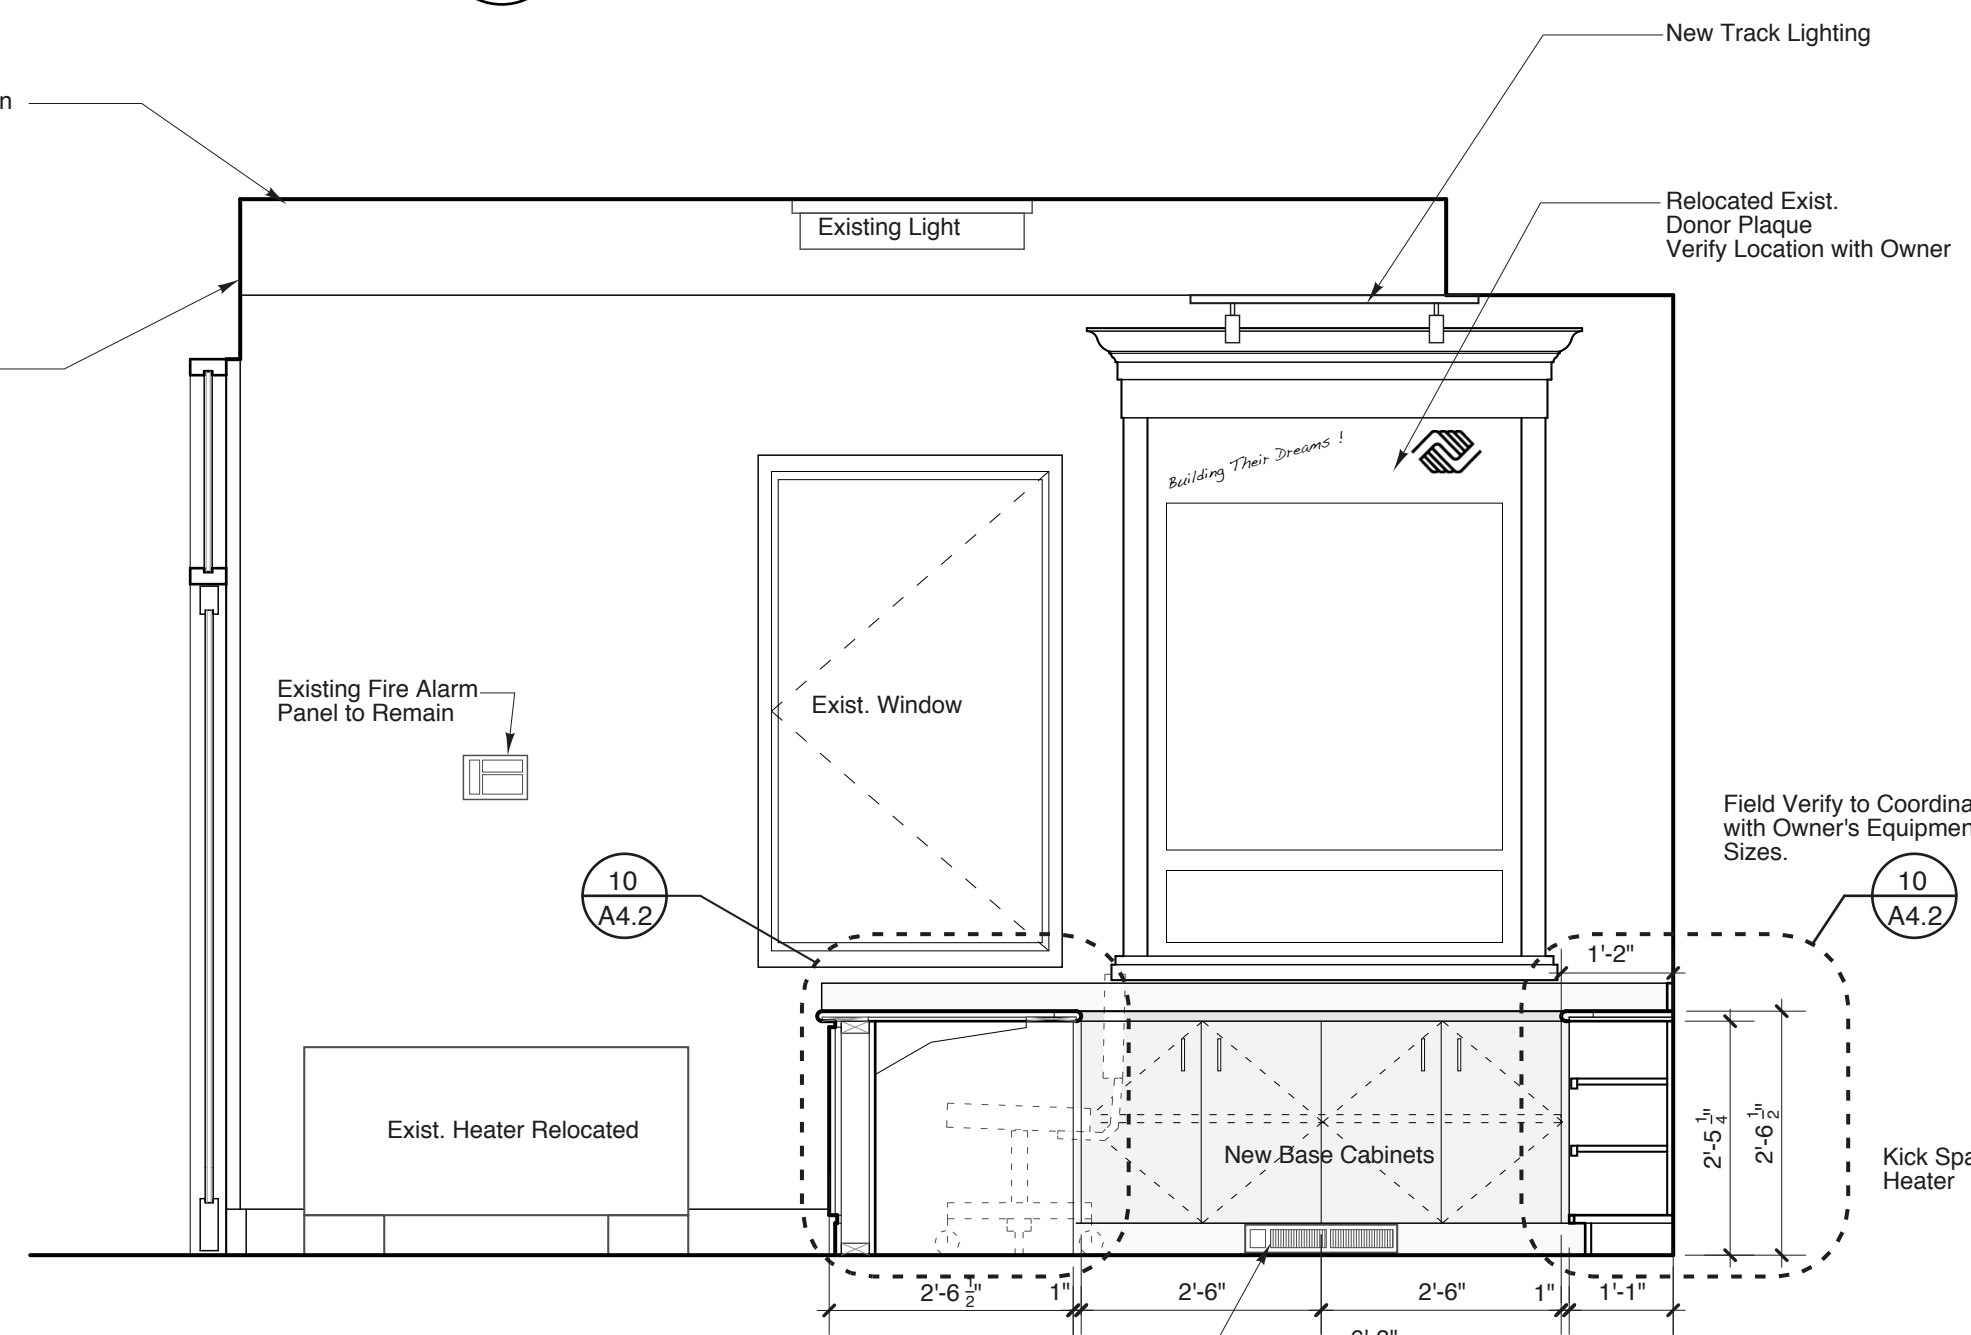 New Track Lighting
n
Relocated Exist.
Donor Plaque
Verify Location with Owner
Existing Light
Building Their Dreams !
Existing Fire Alarm
Panel to Remain
Exist. Window
Field Verify to Coordina
with Owner's Equipmen
Sizes.
10
A4.2
10
A4.2
1'-2"
Exist. Heater Relocated
New Base Cabinets
2'-5 1/4"
2'-6 1/2"
Kick Spa
Heater
2'-6 1/2"
1"
2'-6"
2'-6"
1"
1'-1"